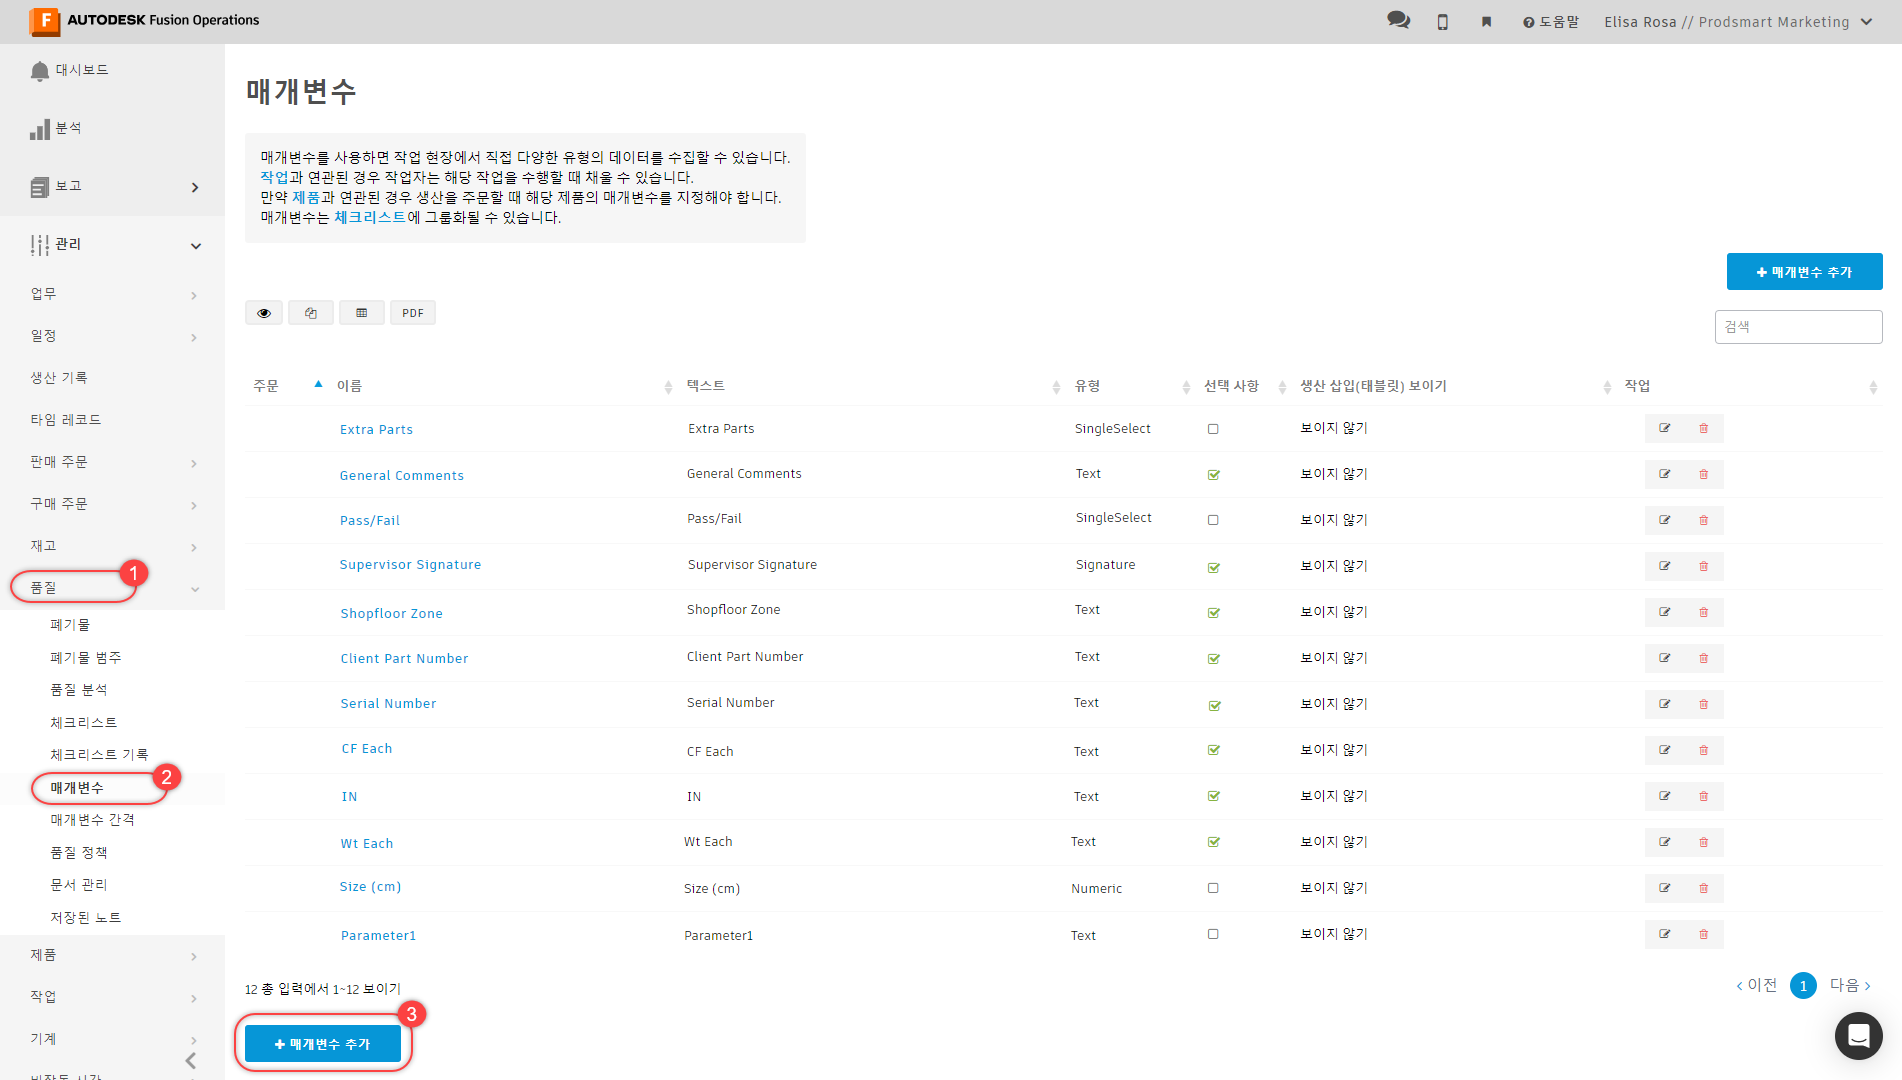 F AUTODESK Fusion Operations
도움말
Elisa Rosa // Prodsmart Marketing
대시보드
분석
보고
관리
업무
일정
생산 기록
타임 레코드
판매 주문
구매 주문
재고
품질
1
폐기물
폐기물 범주
품질 분석
체크리스트
체크리스트 기록
매개변수
2
매개변수 간격
품질 정책
문서 관리
저장된 노트
제품
작업
기계
매개변수
매개변수를 사용하면 작업 현장에서 직접 다양한 유형의 데이터를 수집할 수 있습니다.
작업과 연관된 경우 작업자는 해당 작업을 수행할 때 채울 수 있습니다.
만약 제품과 연관된 경우 생산을 주문할 때 해당 제품의 매개변수를 지정해야 합니다.
매개변수는 체크리스트에 그룹화될 수 있습니다.
+ 매개변수 추가
PDF
검색
주문 이름 텍스트 유형 선택 사항 생산 삽입(태블릿) 보이기 작업
Extra Parts Extra Parts SingleSelect 보이지 않기
General Comments General Comments Text 보이지 않기
Pass/Fail Pass/Fail SingleSelect 보이지 않기
Supervisor Signature Supervisor Signature Signature 보이지 않기
Shopfloor Zone Shopfloor Zone Text 보이지 않기
Client Part Number Client Part Number Text 보이지 않기
Serial Number Serial Number Text 보이지 않기
CF Each CF Each Text 보이지 않기
IN IN Text 보이지 않기
Wt Each Wt Each Text 보이지 않기
Size (cm) Size (cm) Numeric 보이지 않기
Parameter1 Parameter1 Text 보이지 않기
12 총 입력에서 1~12 보이기
‹ 이전 1 다음 ›
+ 매개변수 추가
3